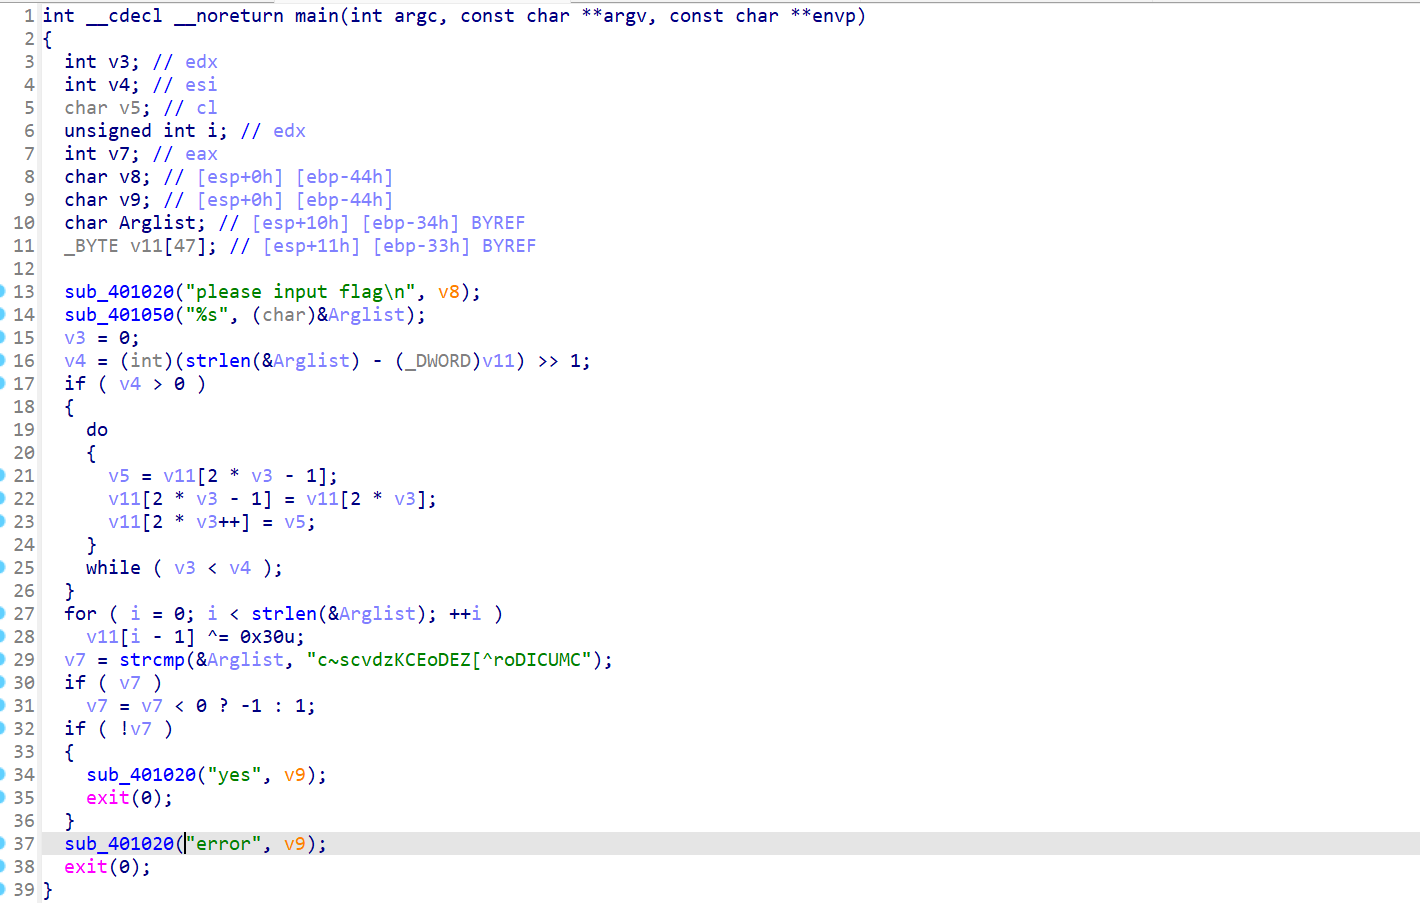 1 int __cdecl __noreturn main(int argc, const char **argv, const char **envp)
2 {
3   int v3; // edx
4   int v4; // esi
5   char v5; // cl
6   unsigned int i; // edx
7   int v7; // eax
8   char v8; // [esp+0h] [ebp-44h]
9   char v9; // [esp+0h] [ebp-44h]
10   char Arglist; // [esp+10h] [ebp-34h] BYREF
11   _BYTE v11[47]; // [esp+11h] [ebp-33h] BYREF
12
13   sub_401020("please input flag\n", v8);
14   sub_401050("%s", (char)&Arglist);
15   v3 = 0;
16   v4 = (int)(strlen(&Arglist) - (_DWORD)v11) >> 1;
17   if ( v4 > 0 )
18   {
19     do
20     {
21       v5 = v11[2 * v3 - 1];
22       v11[2 * v3 - 1] = v11[2 * v3];
23       v11[2 * v3++] = v5;
24     }
25     while ( v3 < v4 );
26   }
27   for ( i = 0; i < strlen(&Arglist); ++i )
28     v11[i - 1] ^= 0x30u;
29   v7 = strcmp(&Arglist, "c~scvdzKCEoDEZ[^roDICUMC");
30   if ( v7 )
31     v7 = v7 < 0 ? -1 : 1;
32   if ( !v7 )
33   {
34     sub_401020("yes", v9);
35     exit(0);
36   }
37   sub_401020("error", v9);
38   exit(0);
39 }